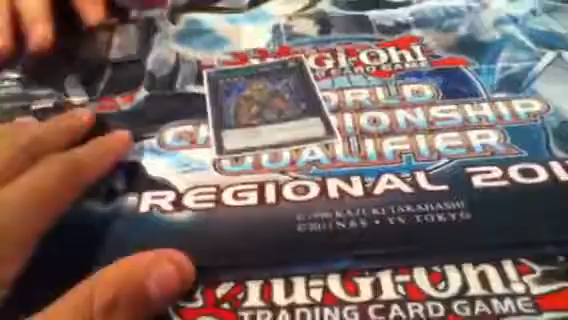 Yu-Gi-Oh!
TRADING CARD GAME
WORLD
CHAMPIONSHIP
QUALIFIER
REGIONAL 201
©1996 KAZUKI TAKAHASHI
©2011 NAS • TV TOKYO
Yu-Gi-Oh!
TRADING CARD GAME